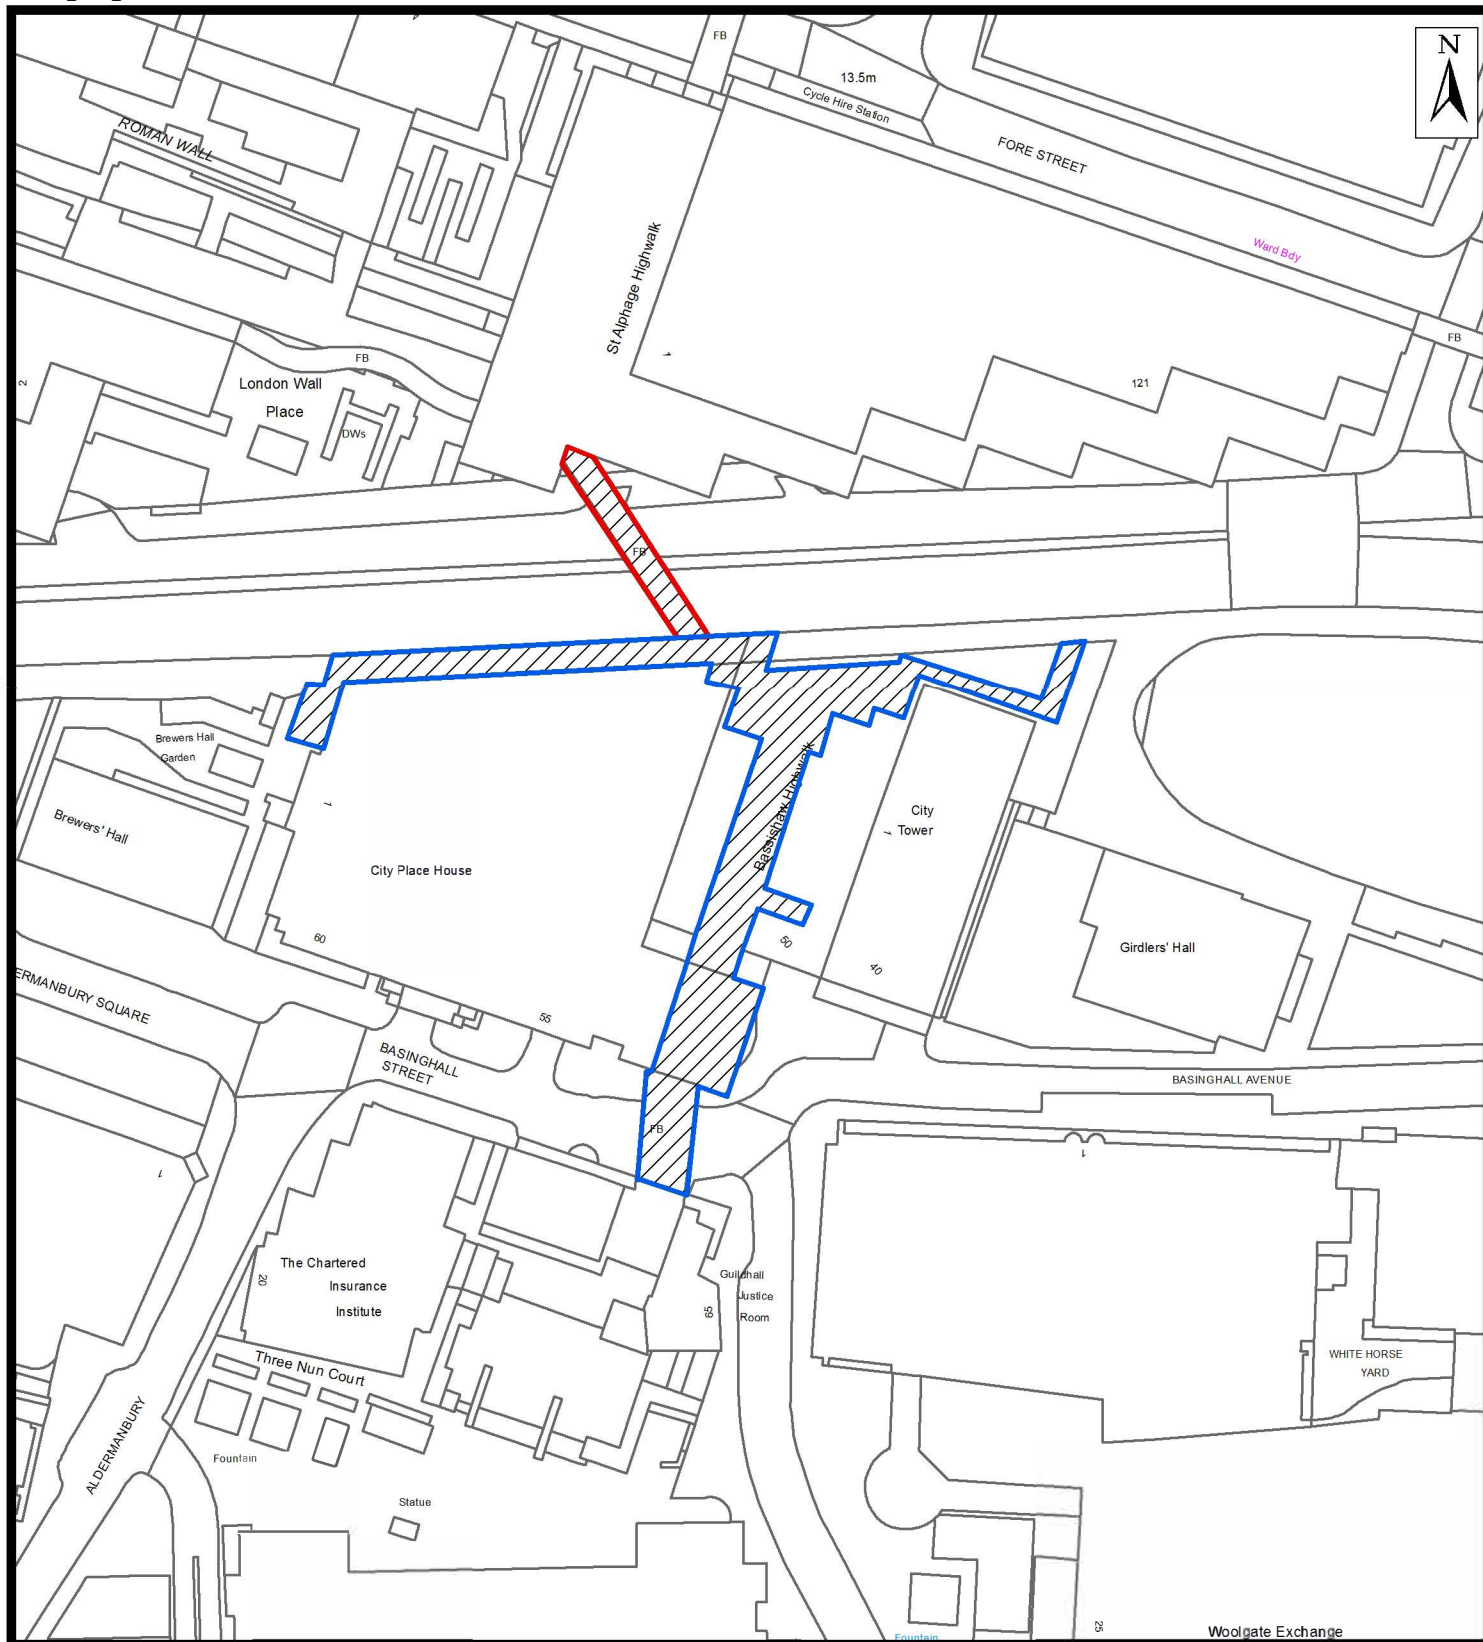 FB
N
13.5m
Cycle Hire Station
ROMAN WALL
FORE STREET
Ward Bdy
St Alphage Highwalk
1
FB
FB
London Wall
Place
2
121
DWs
FB
Brewers Hall
Garden
Bassishaw Highwalk
1
City
Tower
1
Brewers' Hall
City Place House
60
50
40
Girdlers' Hall
ERMANBURY SQUARE
55
BASINGHALL
STREET
BASINGHALL AVENUE
FB
1
1
The Chartered
Insurance
Institute
20
Guildhall
Justice
Room
65
WHITE HORSE
YARD
Three Nun Court
ALDERMANBURY
Fountain
Statue
25
Woolgate Exchange
Fountain